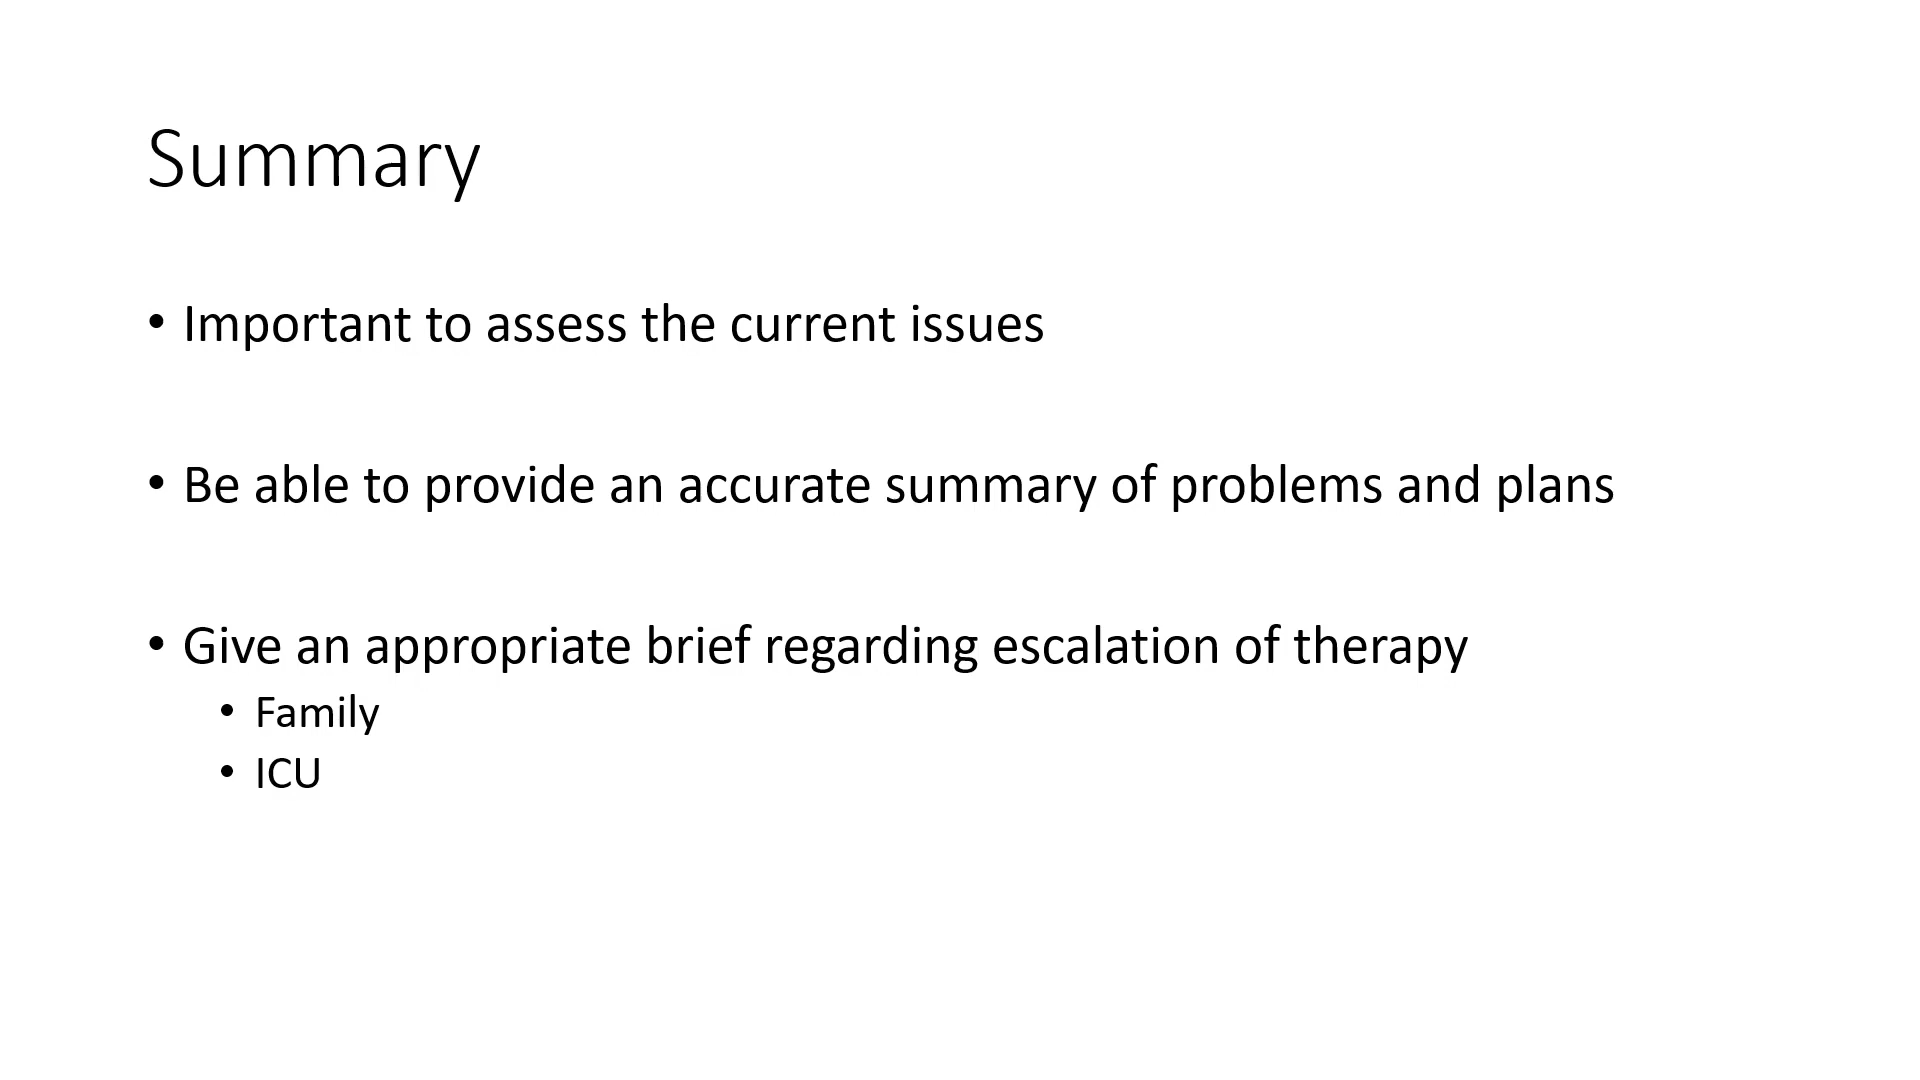 Summary
• Important to assess the current issues
• Be able to provide an accurate summary of problems and plans
• Give an appropriate brief regarding escalation of therapy
• Family
• ICU